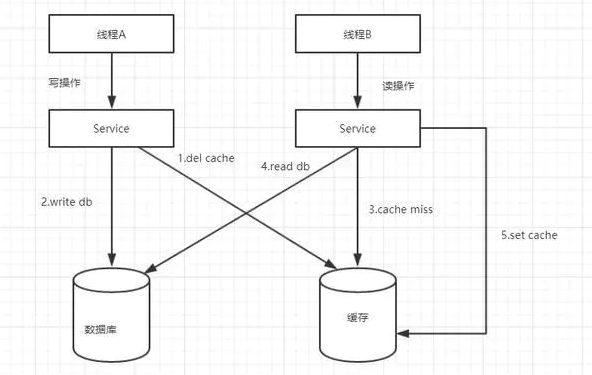 线程A
线程B
写操作
读操作
Service
Service
1.del cache
4.read db
2.write db
3.cache miss
5.set cache
数据库
缓存